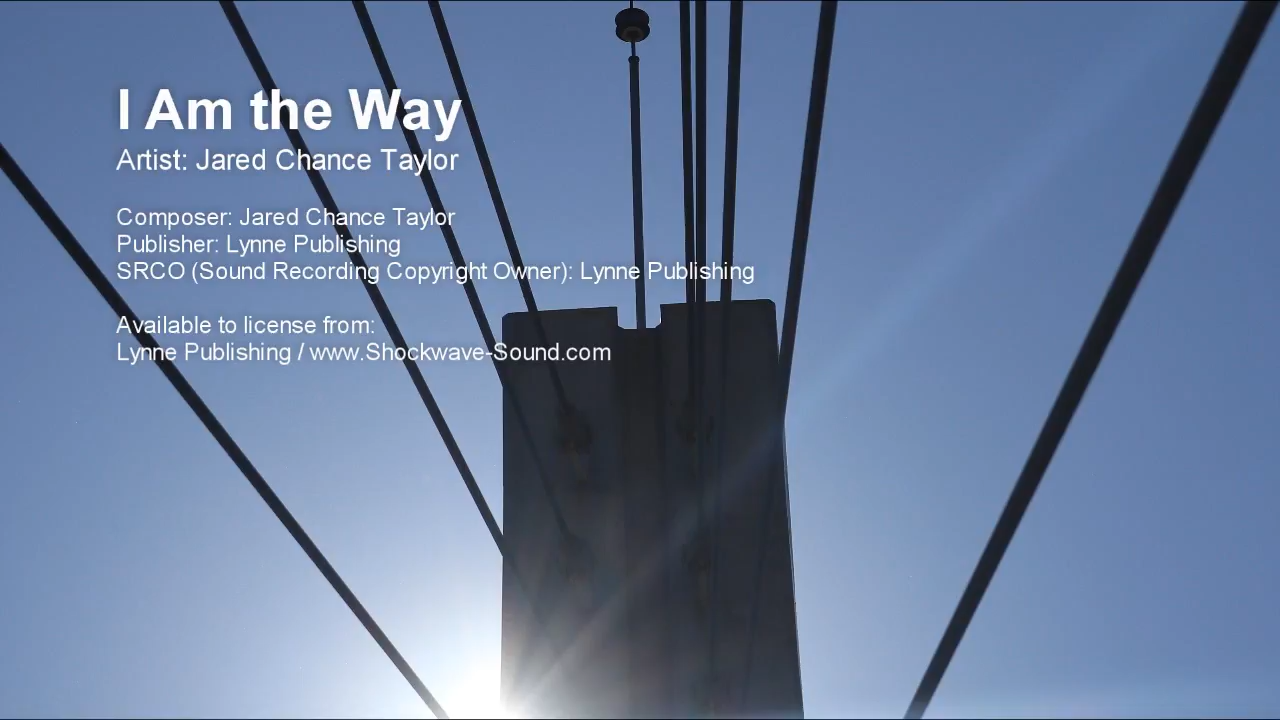 I Am the Way
Artist: Jared Chance Taylor
Composer: Jared Chance Taylor
Publisher: Lynne Publishing
SRCO (Sound Recording Copyright Owner): Lynne Publishing
Available to license from:
Lynne Publishing / www.Shockwave-Sound.com